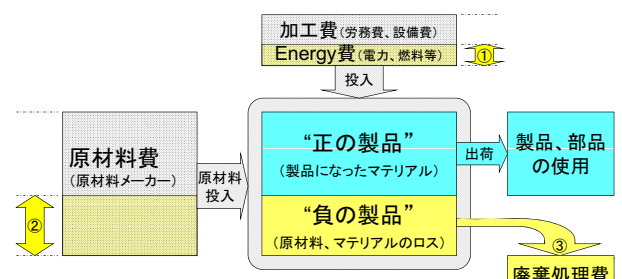 加工費(労務費、設備費)
Energy費(電力、燃料等)
①
投入
原材料費
(原材料メーカー)
②
原材料
投入
“正の製品”
(製品になったマテリアル)
“負の製品”
(原材料、マテリアルのロス)
出荷
製品、部品
の使用
③
廃棄処理費